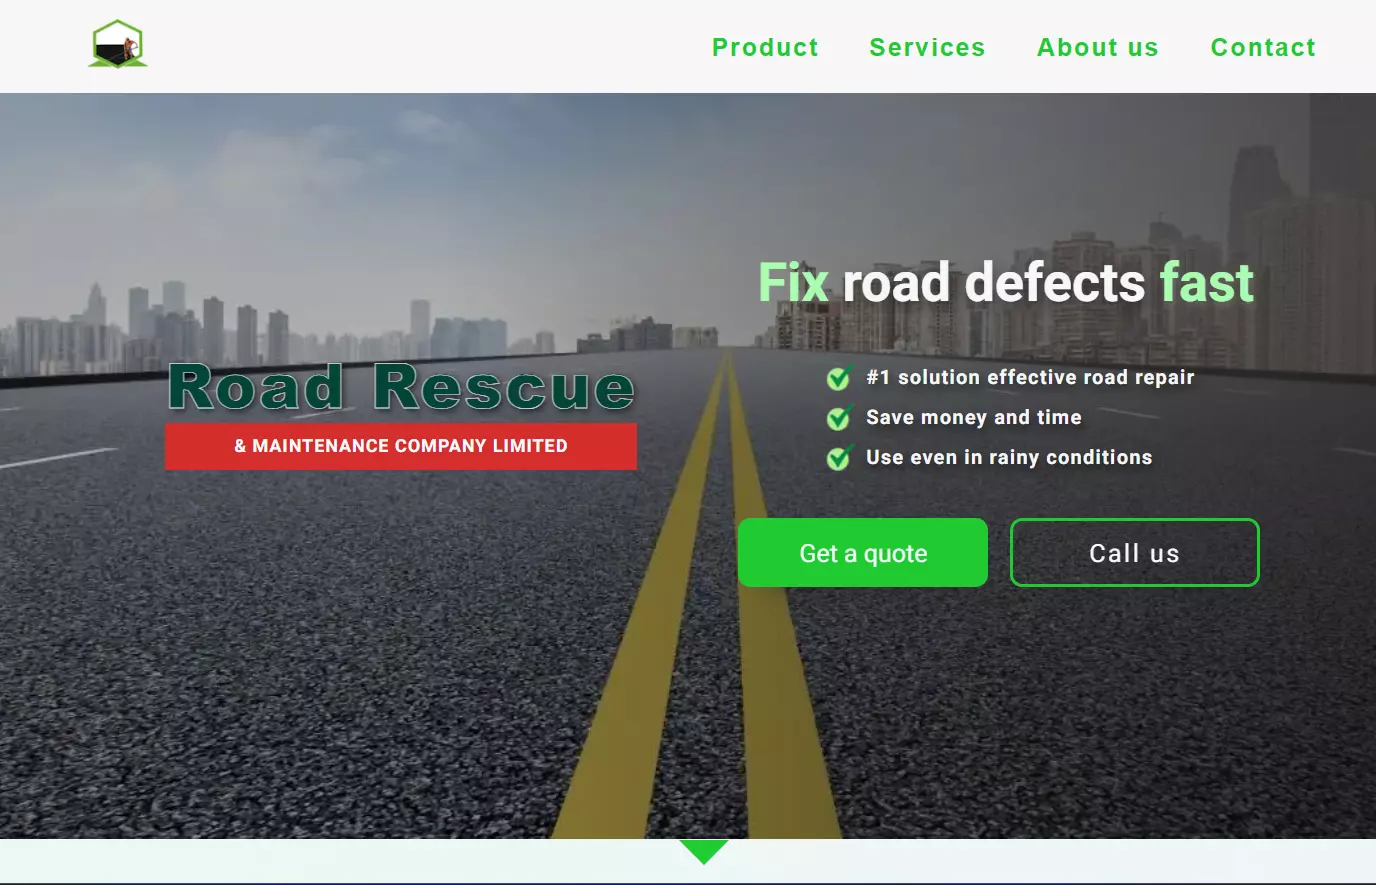 Product Services About us Contact
Road Rescue
& MAINTENANCE COMPANY LIMITED
Fix road defects fast
#1 solution effective road repair
Save money and time
Use even in rainy conditions
Get a quote
Call us